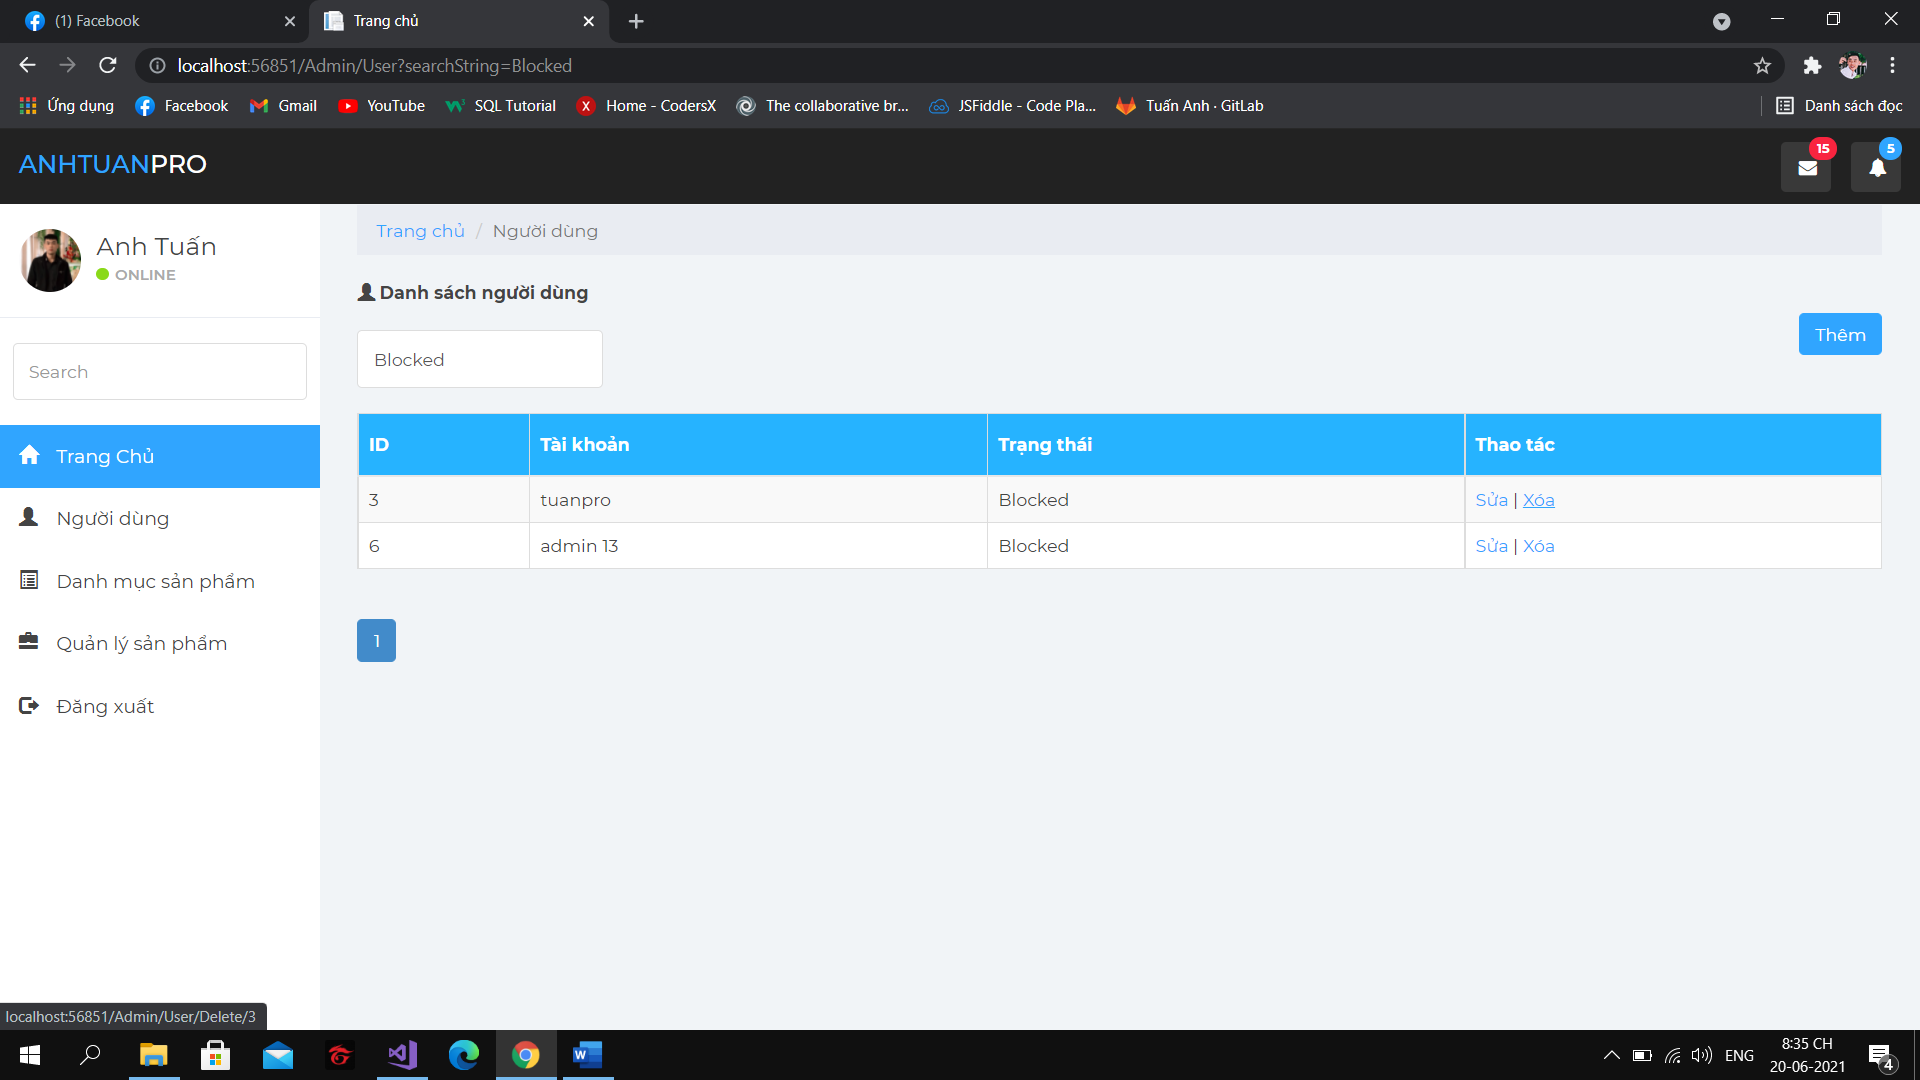 (1) Facebook
Trang chủ
localhost:56851/Admin/User?searchString=Blocked
Ứng dụng Facebook Gmail YouTube SQL Tutorial Home - CodersX The collaborative br... JSFiddle - Code Pla... Tuấn Anh · GitLab Danh sách đọc
ANHTUANPRO
15
5
Anh Tuấn
ONLINE
Search
Trang Chủ
Người dùng
Danh mục sản phẩm
Quản lý sản phẩm
Đăng xuất
Trang chủ / Người dùng
Danh sách người dùng
Blocked
Thêm
ID Tài khoản Trạng thái Thao tác
3 tuanpro Blocked Sửa | Xóa
6 admin 13 Blocked Sửa | Xóa
1
localhost:56851/Admin/User/Delete/3
ENG
8:35 CH
20-06-2021
4